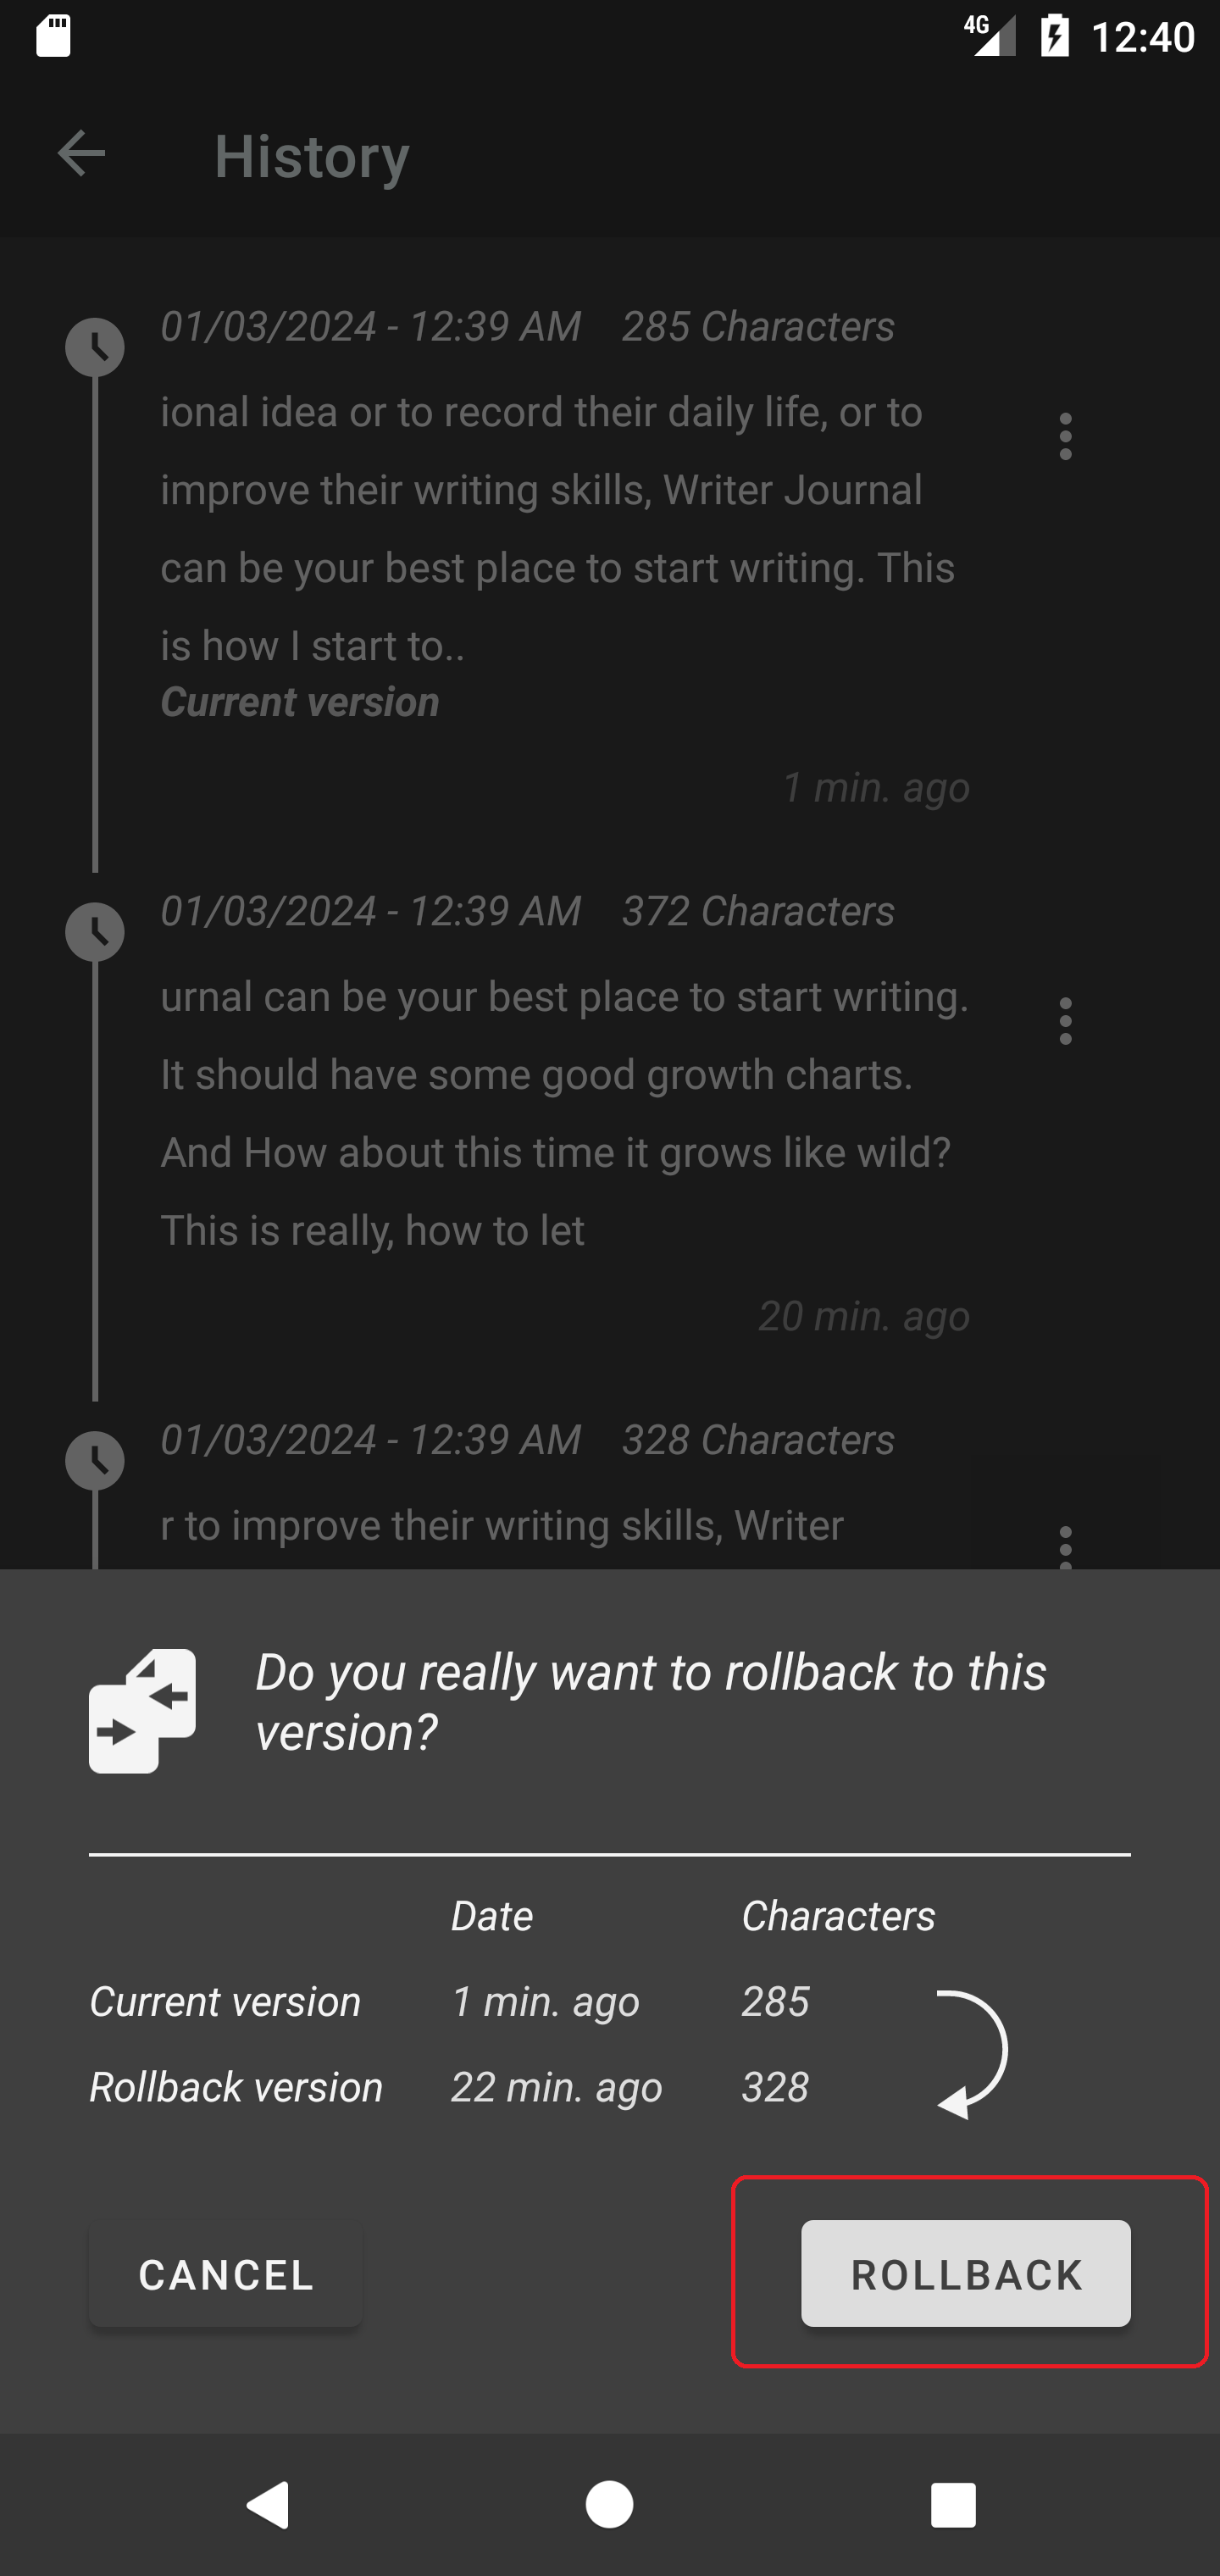 4G 12:40
History
01/03/2024 - 12:39 AM 285 Characters
ional idea or to record their daily life, or to
improve their writing skills, Writer Journal
can be your best place to start writing. This
is how I start to..
Current version
1 min. ago
01/03/2024 - 12:39 AM 372 Characters
urnal can be your best place to start writing.
It should have some good growth charts.
And How about this time it grows like wild?
This is really, how to let
20 min. ago
01/03/2024 - 12:39 AM 328 Characters
r to improve their writing skills, Writer
Do you really want to rollback to this
version?
Date Characters
Current version 1 min. ago 285
Rollback version 22 min. ago 328
CANCEL ROLLBACK